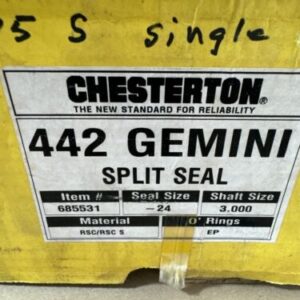 5 S single
CHESTERTON®
THE NEW STANDARD FOR RELIABILITY
442 GEMINI
SPLIT SEAL
Item # Seal Size Shaft Size
685531 -24 3.000
Material O' Rings
RSC/RSC S EP